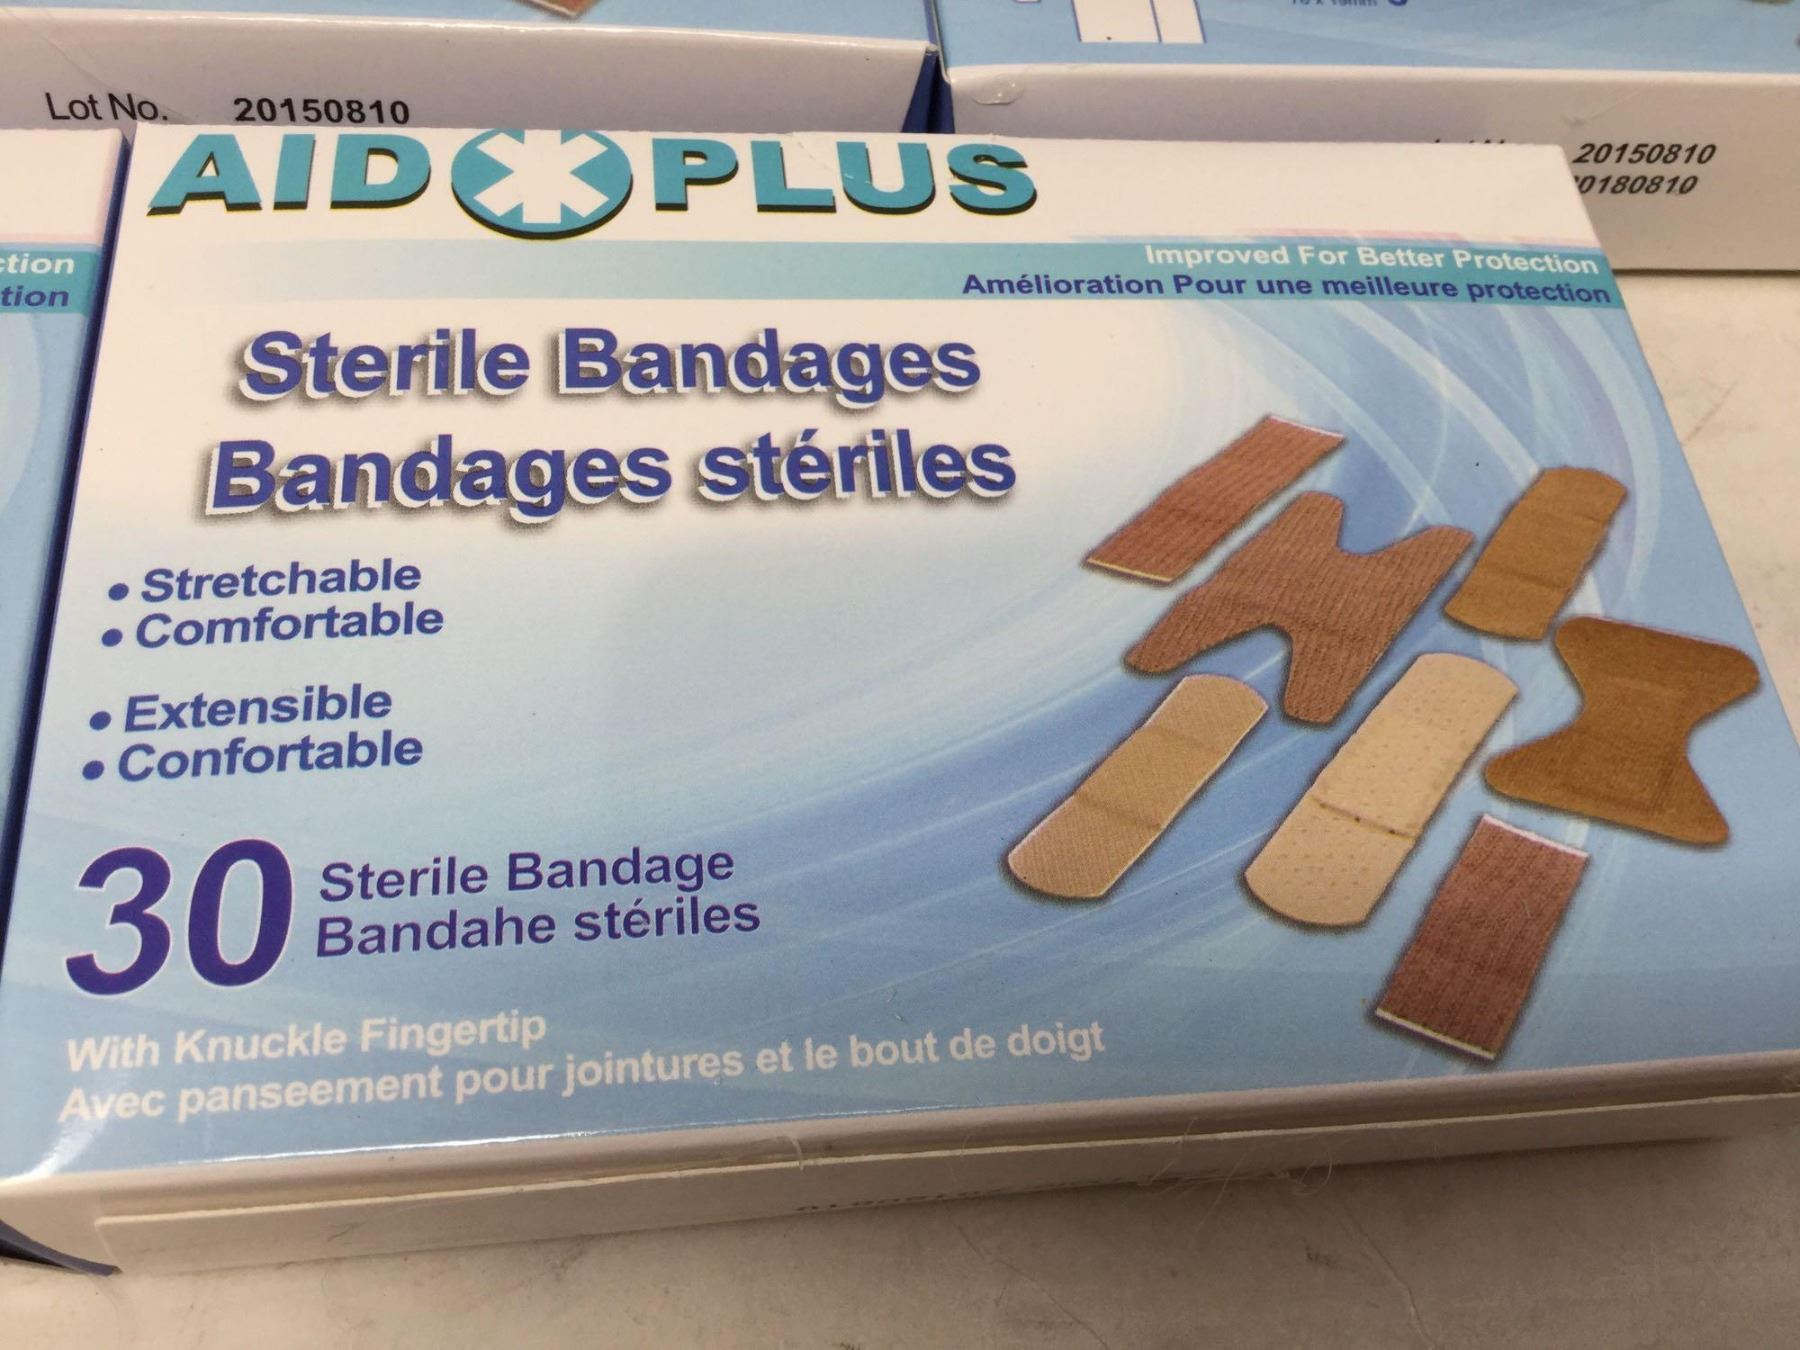 Lot No. 20150810
20150810
0180810
AID PLUS
Improved For Better Protection
Amélioration Pour une meilleure protection
ction
tion
Sterile Bandages
Bandages stériles
• Stretchable
• Comfortable
• Extensible
• Confortable
30 Sterile Bandage
Bandahe stériles
With Knuckle Fingertip
Avec panseement pour jointures et le bout de doigt